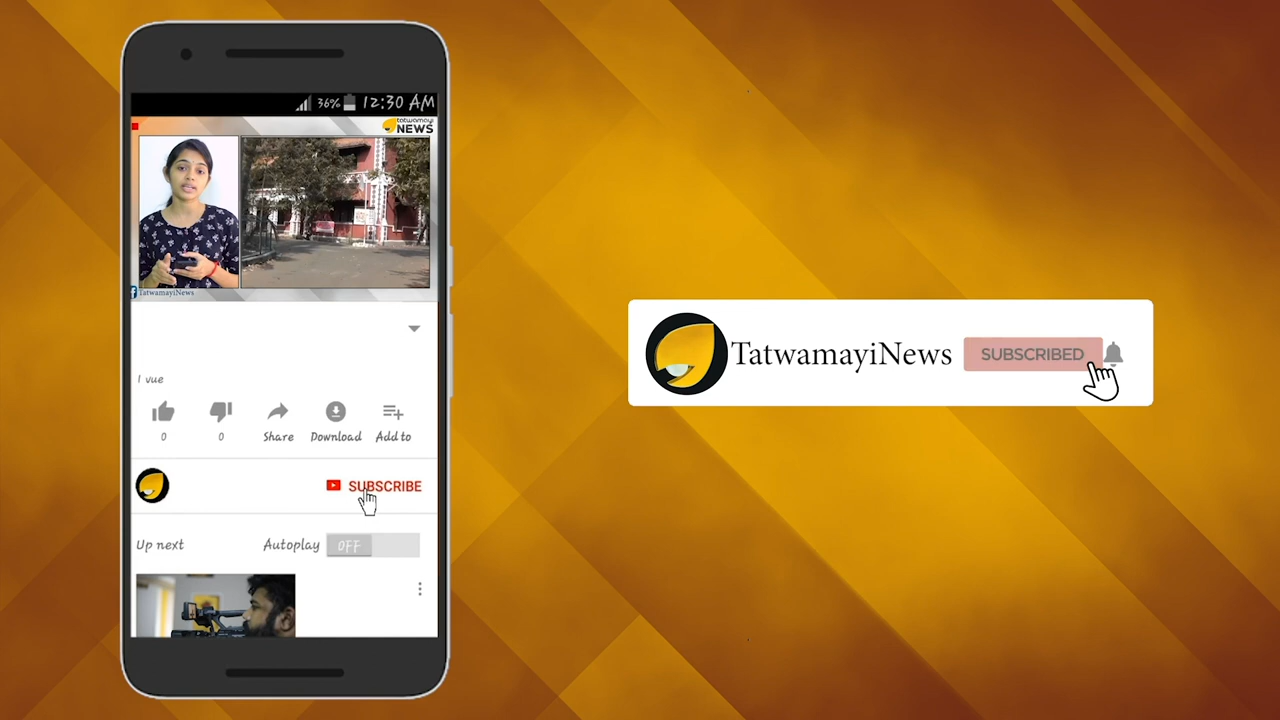 36% 12:30 AM
tatwamayi
NEWS
TatwamayiNews
1 vue
0 0 Share Download Add to
SUBSCRIBE
Up next Autoplay OFF
TatwamayiNews SUBSCRIBED